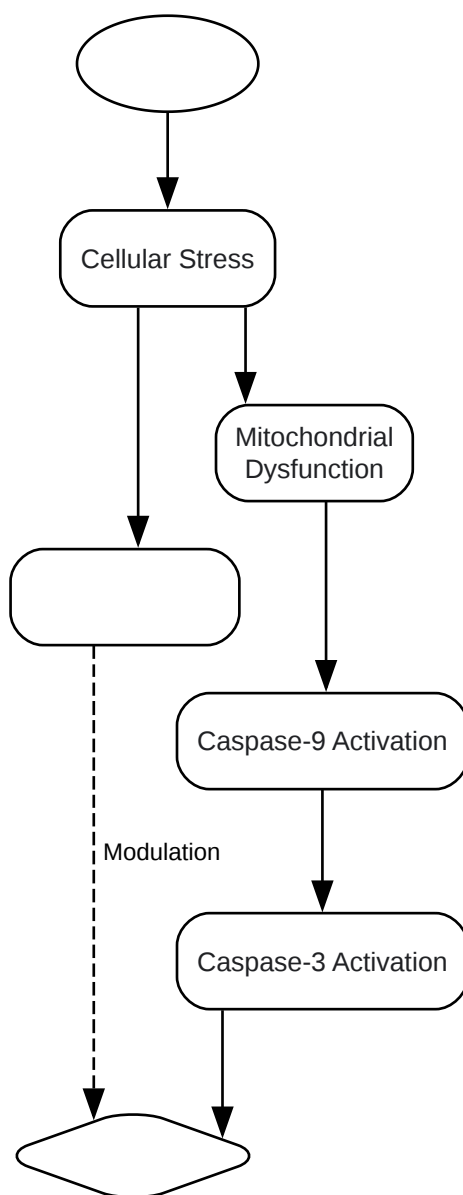 Cellular Stress
Mitochondrial
Dysfunction
Caspase-9 Activation
Modulation
Caspase-3 Activation